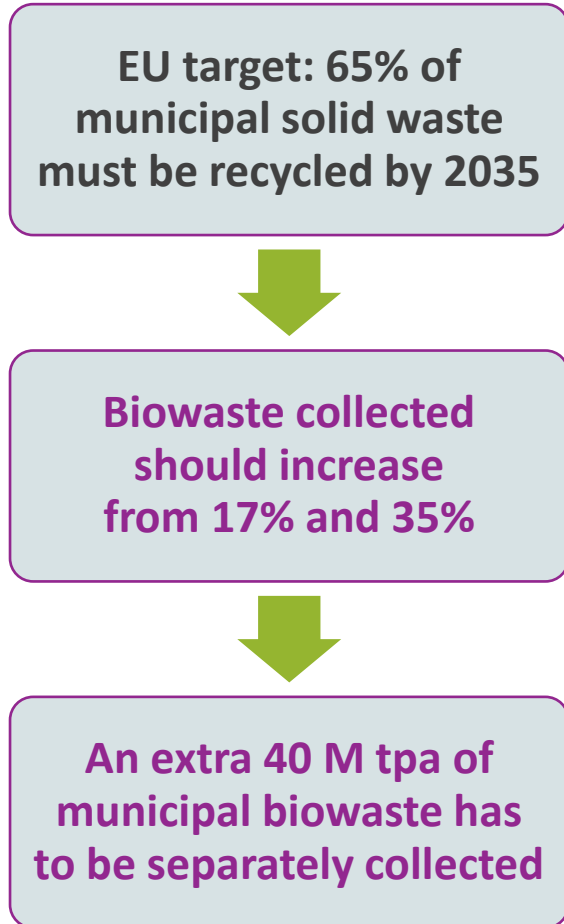 EU target: 65% of
municipal solid waste
must be recycled by 2035
Biowaste collected
should increase
from 17% and 35%
An extra 40 M tpa of
municipal biowaste has
to be separately collected